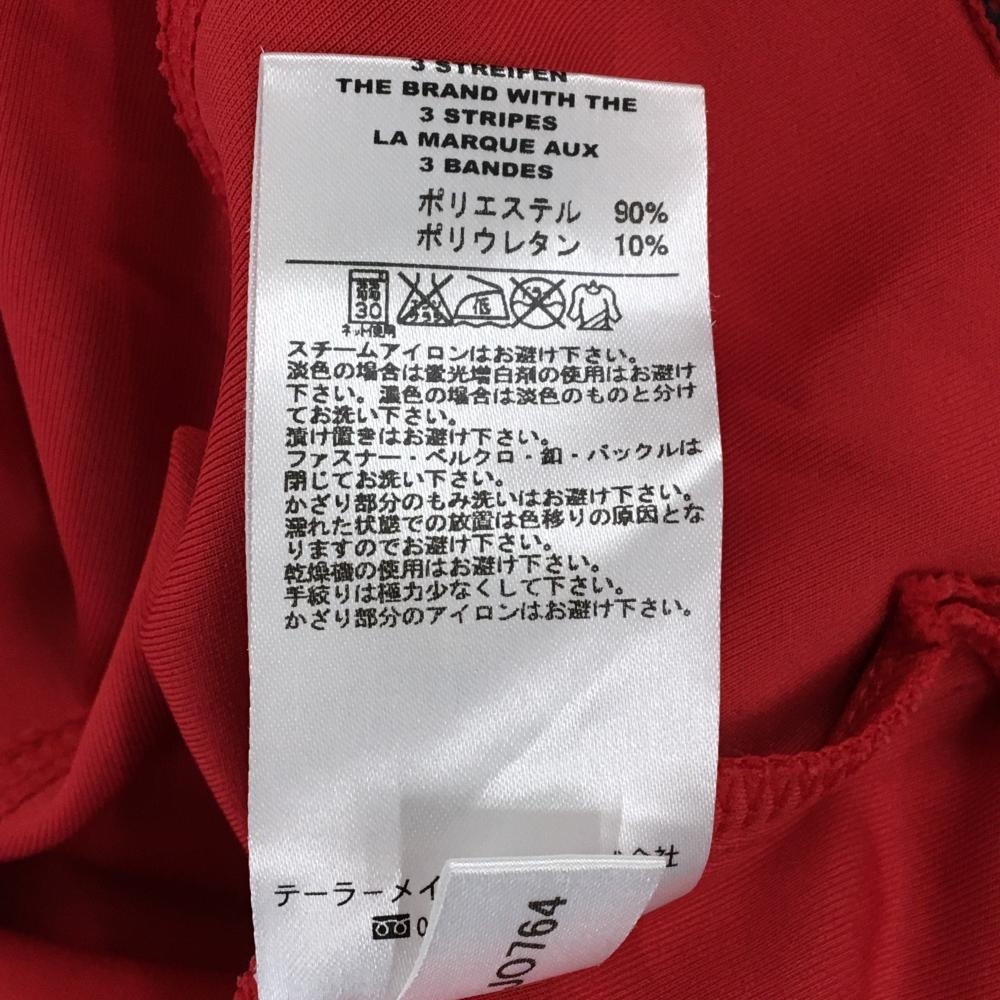 3 STREIFEN
THE BRAND WITH THE
3 STRIPES
LA MARQUE AUX
3 BANDES
ポリエステル 90%
ポリウレタン 10%
30 低
ネット使用
スチームアイロンはお避け下さい。
淡色の場合は蛍光増白剤の使用はお避け
下さい。濃色の場合は淡色のものと分け
てお洗い下さい。
漬け置きはお避け下さい。
ファスナー・ベルクロ・釦・バックルは
閉じてお洗い下さい。
かざり部分のもみ洗いはお避け下さい。
濡れた状態での放置は色移りの原因とな
りますのでお避け下さい。
乾燥機の使用はお避け下さい。
手絞りは極力少なくして下さい。
かざり部分のアイロンはお避け下さい。
テーラーメイ 会社
0
JO764